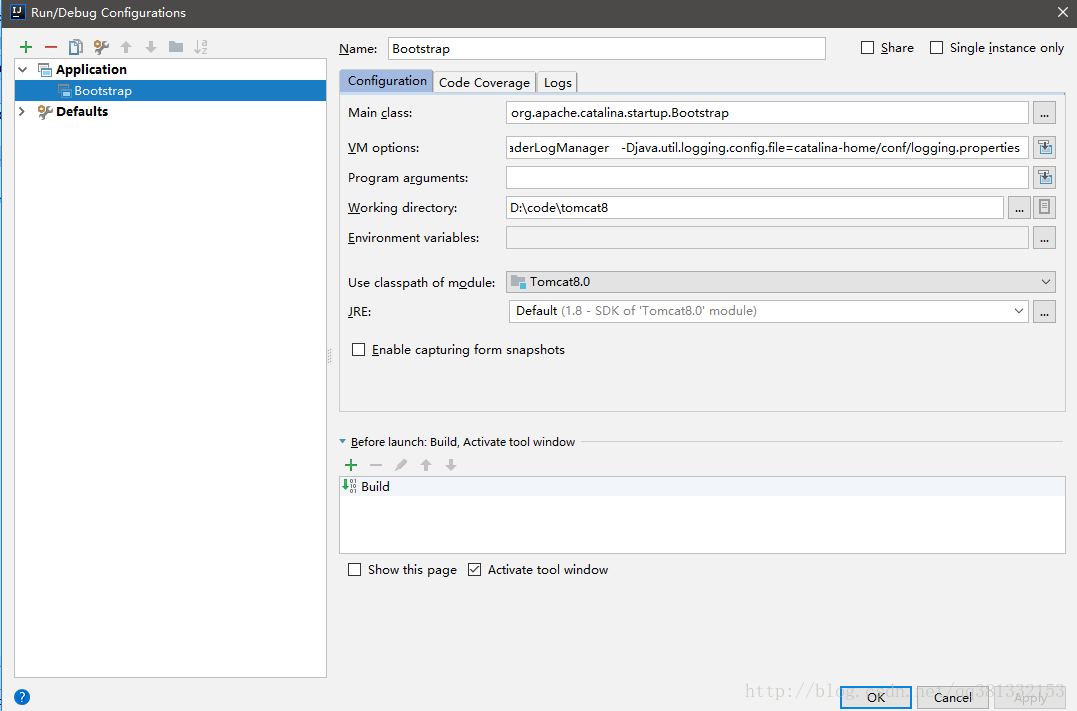 Run/Debug Configurations
Application
Bootstrap
Defaults
Name: Bootstrap Share Single instance only
Configuration Code Coverage Logs
Main class: org.apache.catalina.startup.Bootstrap ...
VM options: aderLogManager -Djava.util.logging.config.file=catalina-home/conf/logging.properties
Program arguments:
Working directory: D:\code\tomcat8 ...
Environment variables: ...
Use classpath of module: Tomcat8.0
JRE: Default (1.8 - SDK of 'Tomcat8.0' module) ...
Enable capturing form snapshots
Before launch: Build, Activate tool window
Build
Show this page Activate tool window
http://blog.csdn.net/qq381332153
OK Cancel Apply